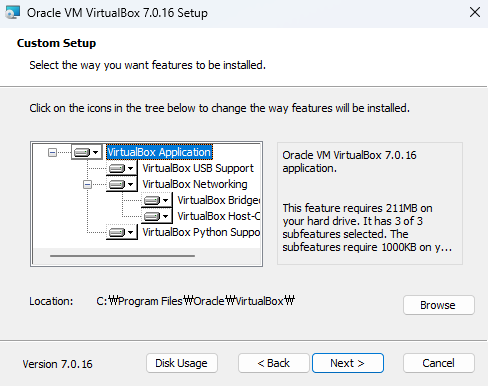 Oracle VM VirtualBox 7.0.16 Setup
Custom Setup
Select the way you want features to be installed.
Click on the icons in the tree below to change the way features will be installed.
VirtualBox Application
VirtualBox USB Support
VirtualBox Networking
VirtualBox Bridged
VirtualBox Host-O
VirtualBox Python Suppo
Oracle VM VirtualBox 7.0.16
application.
This feature requires 211MB on
your hard drive. It has 3 of 3
subfeatures selected. The
subfeatures require 1000KB on y...
Location: C:₩Program Files₩Oracle₩VirtualBox₩
Browse
Version 7.0.16 Disk Usage < Back Next > Cancel